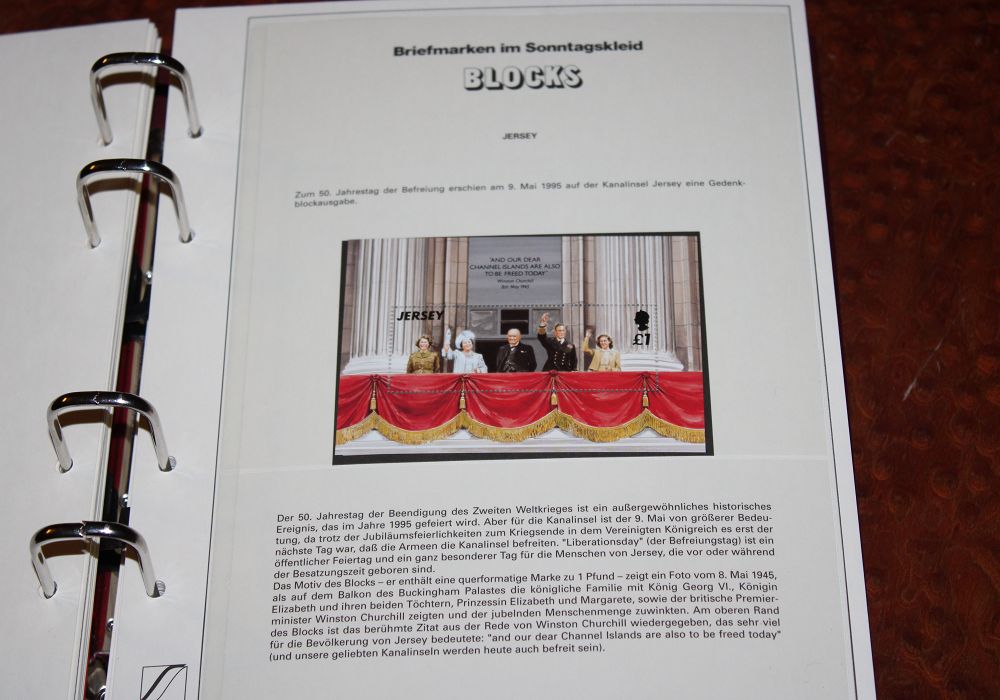 Briefmarken im Sonntagskleid
BLOCKS
JERSEY
Zum 50. Jahrestag der Befreiung erschien am 9. Mai 1995 auf der Kanalinsel Jersey eine Gedenk-
blockausgabe.
"AND OUR DEAR
CHANNEL ISLANDS ARE ALSO
TO BE FREED TODAY"
Winston Churchill
8th May 1945
JERSEY
£1
Der 50. Jahrestag der Beendigung des Zweiten Weltkrieges ist ein außergewöhnliches historisches
Ereignis, das im Jahre 1995 gefeiert wird. Aber für die Kanalinsel ist der 9. Mai von größerer Bedeu-
tung, da trotz der Jubiläumsfeierlichkeiten zum Kriegsende in dem Vereinigten Königreich es erst der
nächste Tag war, daß die Armeen die Kanalinsel befreiten. "Liberationsday" (der Befreiungstag) ist ein
öffentlicher Feiertag und ein ganz besonderer Tag für die Menschen von Jersey, die vor oder während
der Besatzungszeit geboren sind.
Das Motiv des Blocks – er enthält eine querformatige Marke zu 1 Pfund – zeigt ein Foto vom 8. Mai 1945,
als auf dem Balkon des Buckingham Palastes die königliche Familie mit König Georg VI., Königin
Elizabeth und ihren beiden Töchtern, Prinzessin Elizabeth und Margarete, sowie der britische Premier-
minister Winston Churchill zeigten und der jubelnden Menschenmenge zuwinkten. Am oberen Rand
des Blocks ist das berühmte Zitat aus der Rede von Winston Churchill wiedergegeben, das sehr viel
für die Bevölkerung von Jersey bedeutete: "and our dear Channel Islands are also to be freed today"
(und unsere geliebten Kanalinseln werden heute auch befreit sein).